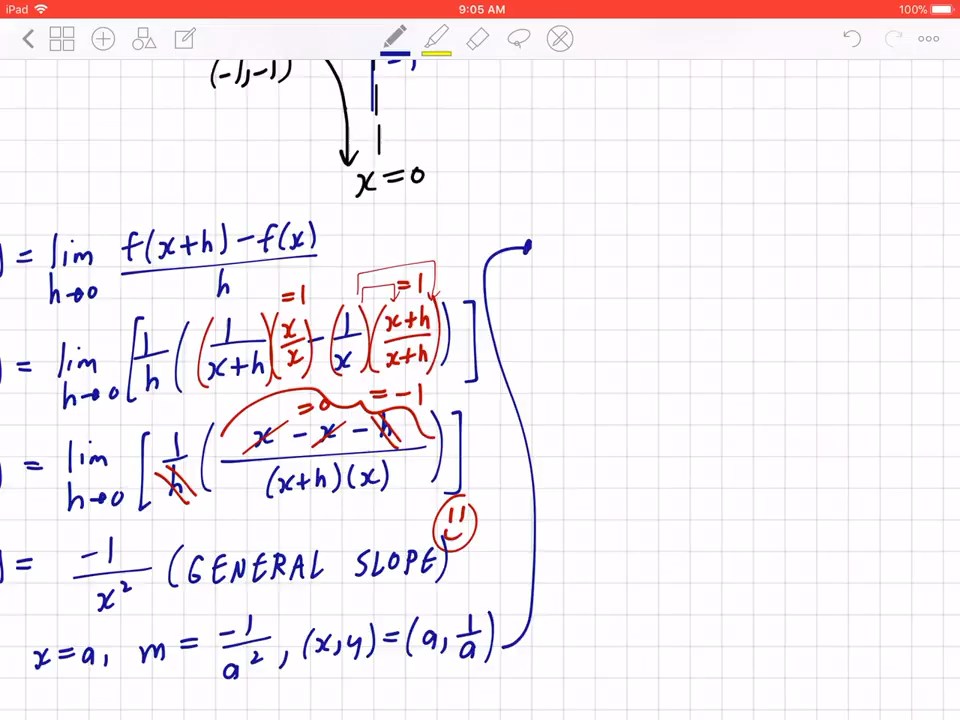 iPad 9:05 AM 100%
(-1,-1)
x = 0
) = lim h→0 f(x+h) - f(x) / h
= 1 = 1
) = lim h→0 [ 1/h ( (1/(x+h)) (x/x) - (1/x) ((x+h)/(x+h)) ) ]
= 0 = -1
= lim h→0 [ 1/h ( x - x - h / (x+h)(x) ) ]
) = -1/x² (GENERAL SLOPE)
x = a, m = -1/a², (x,y) = (a, 1/a)